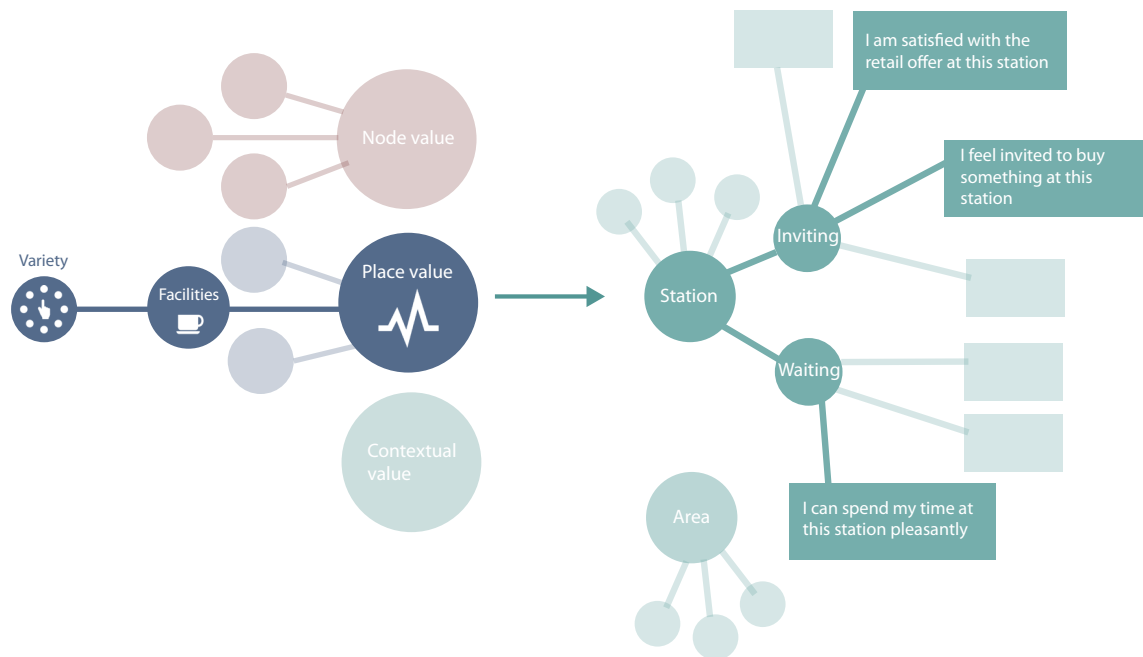 Node value
Variety
Facilities
Place value
Contextual
value
I am satisfied with the
retail offer at this station
I feel invited to buy
something at this
station
Inviting
Station
Waiting
I can spend my time at
this station pleasantly
Area